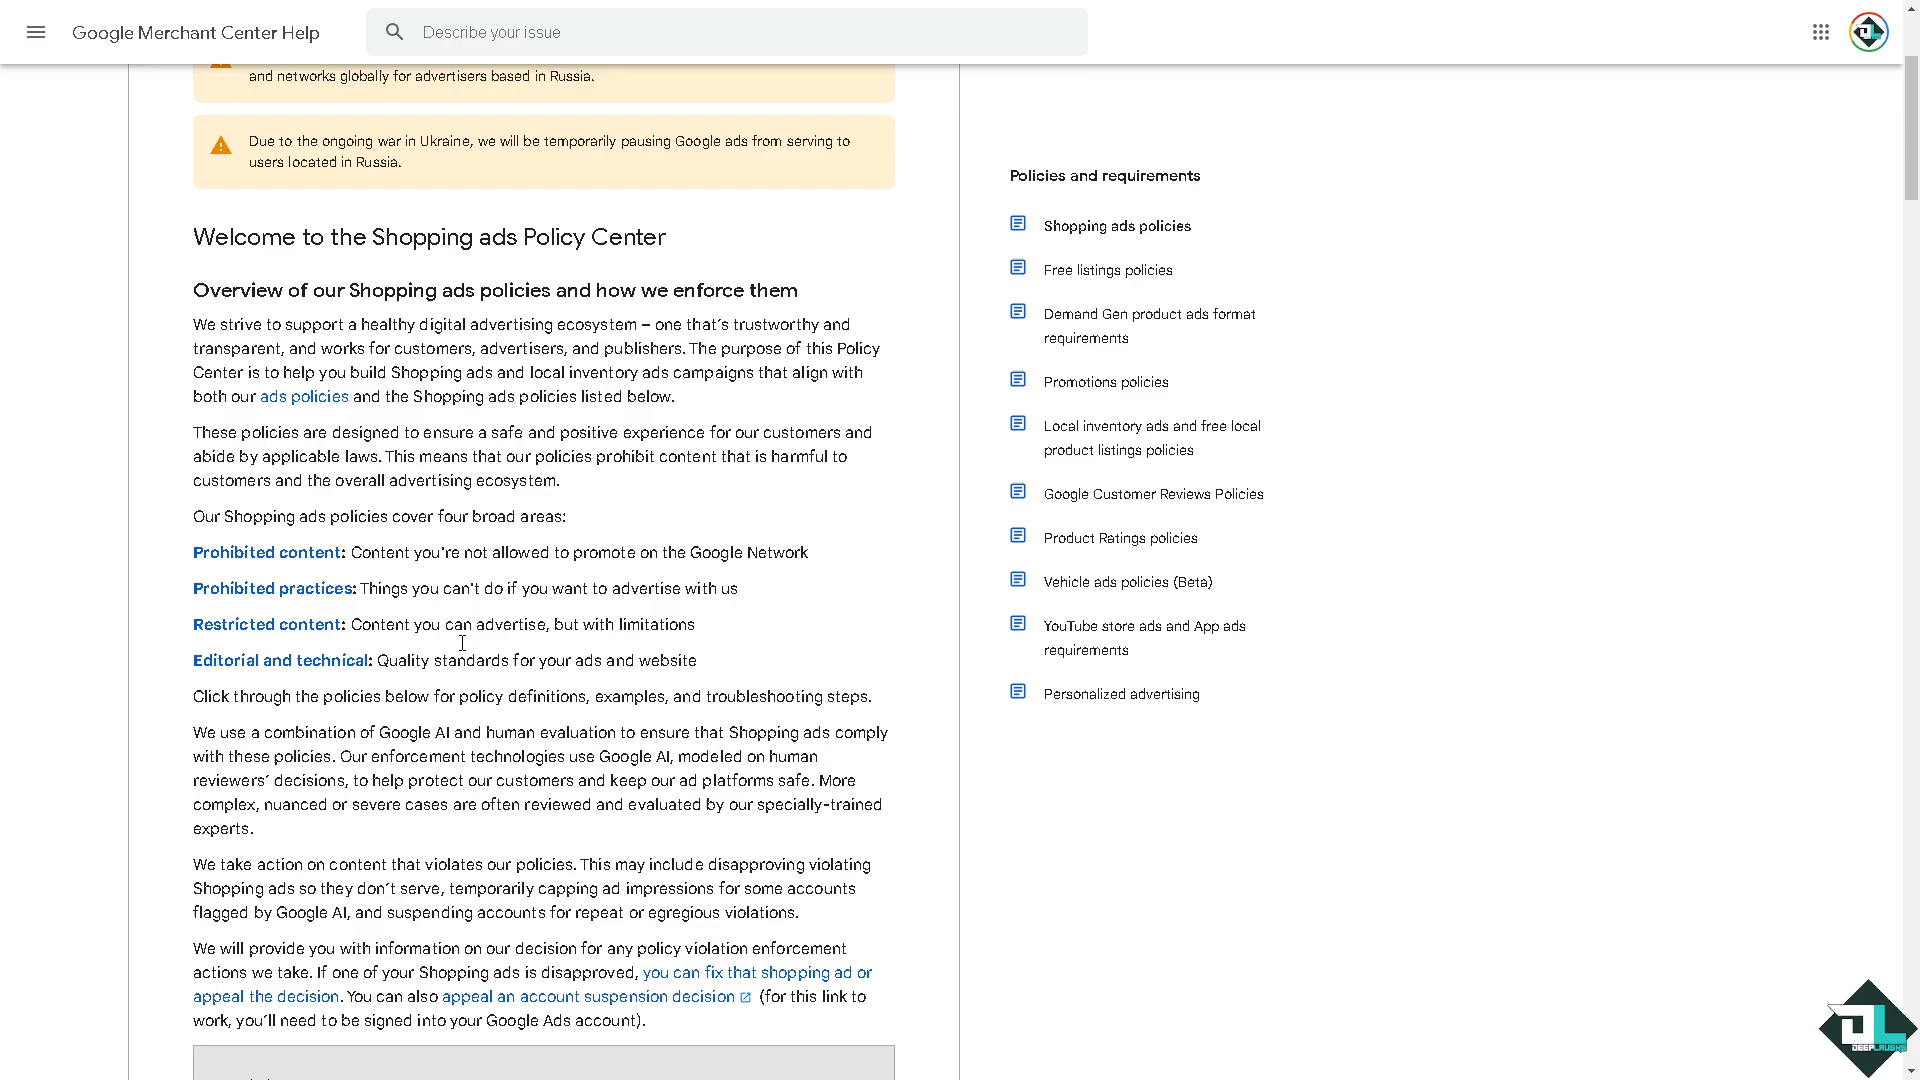 Google Merchant Center Help
Describe your issue
and networks globally for advertisers based in Russia.
Due to the ongoing war in Ukraine, we will be temporarily pausing Google ads from serving to
users located in Russia.
Welcome to the Shopping ads Policy Center
Overview of our Shopping ads policies and how we enforce them
We strive to support a healthy digital advertising ecosystem – one that's trustworthy and
transparent, and works for customers, advertisers, and publishers. The purpose of this Policy
Center is to help you build Shopping ads and local inventory ads campaigns that align with
both our ads policies and the Shopping ads policies listed below.
These policies are designed to ensure a safe and positive experience for our customers and
abide by applicable laws. This means that our policies prohibit content that is harmful to
customers and the overall advertising ecosystem.
Our Shopping ads policies cover four broad areas:
Prohibited content: Content you're not allowed to promote on the Google Network
Prohibited practices: Things you can't do if you want to advertise with us
Restricted content: Content you can advertise, but with limitations
Editorial and technical: Quality standards for your ads and website
Click through the policies below for policy definitions, examples, and troubleshooting steps.
We use a combination of Google AI and human evaluation to ensure that Shopping ads comply
with these policies. Our enforcement technologies use Google AI, modeled on human
reviewers' decisions, to help protect our customers and keep our ad platforms safe. More
complex, nuanced or severe cases are often reviewed and evaluated by our specially-trained
experts.
We take action on content that violates our policies. This may include disapproving violating
Shopping ads so they don't serve, temporarily capping ad impressions for some accounts
flagged by Google AI, and suspending accounts for repeat or egregious violations.
We will provide you with information on our decision for any policy violation enforcement
actions we take. If one of your Shopping ads is disapproved, you can fix that shopping ad or
appeal the decision. You can also appeal an account suspension decision (for this link to
work, you'll need to be signed into your Google Ads account).
Policies and requirements
Shopping ads policies
Free listings policies
Demand Gen product ads format
requirements
Promotions policies
Local inventory ads and free local
product listings policies
Google Customer Reviews Policies
Product Ratings policies
Vehicle ads policies (Beta)
YouTube store ads and App ads
requirements
Personalized advertising
DL
DEEPLAUGHS